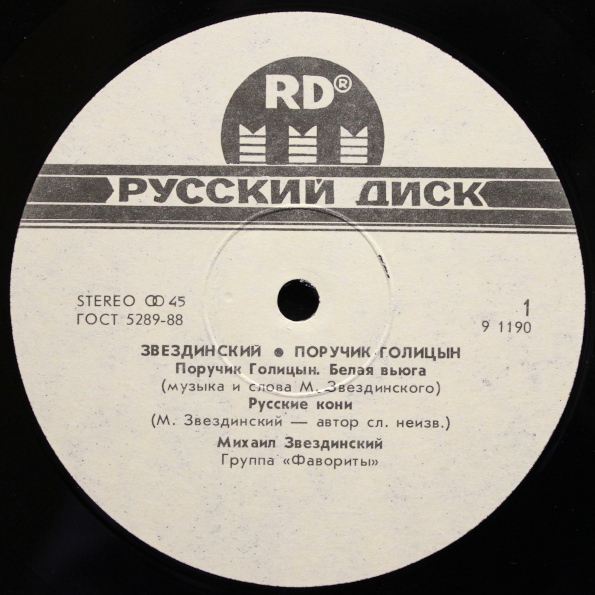 RD®
РУССКИЙ ДИСК
STEREO ꝏ 45
ГОСТ 5289-88
1
9 1190
ЗВЕЗДИНСКИЙ • ПОРУЧИК ГОЛИЦЫН
Поручик Голицын. Белая вьюга
(музыка и слова М. Звездинского)
Русские кони
(М. Звездинский — автор сл. неизв.)
Михаил Звездинский
Группа «Фавориты»